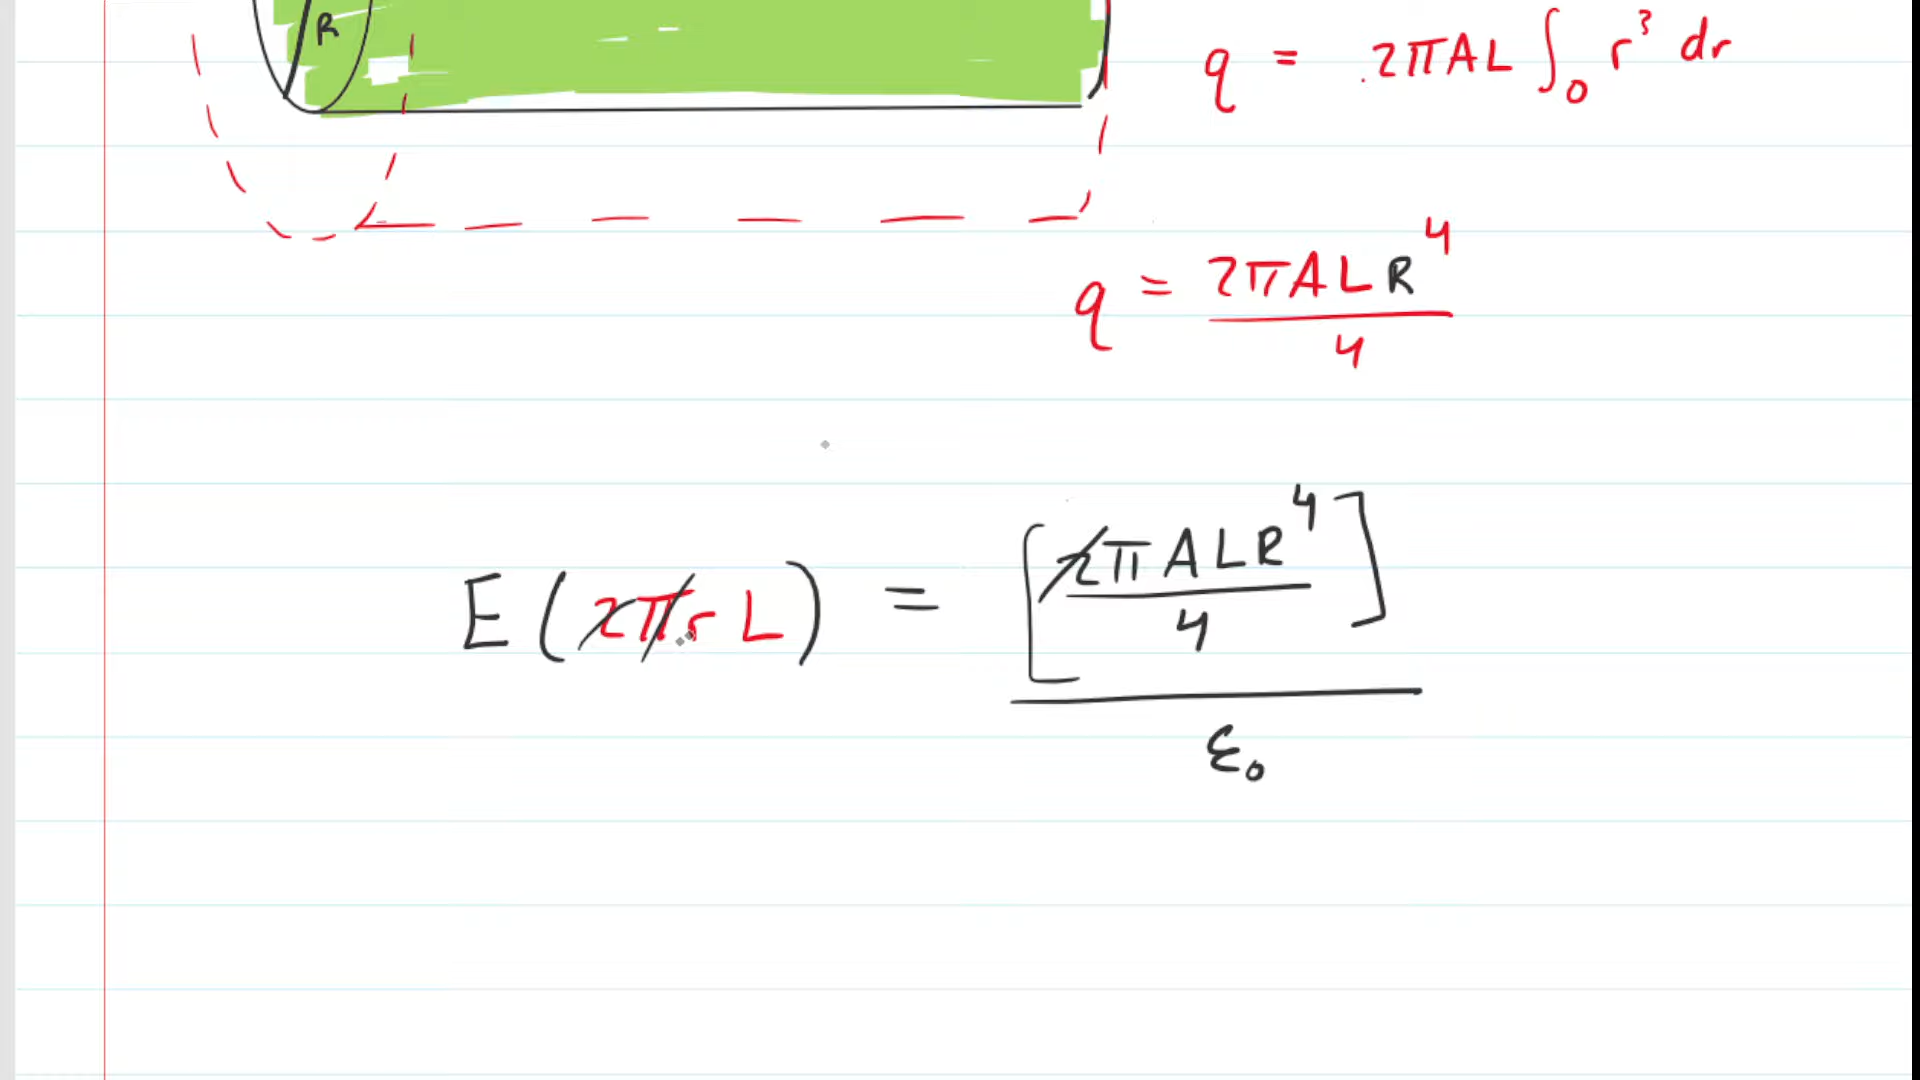 R
q = 2πAL ∫₀ r³ dr
q = 2πALR⁴ / 4
E(2πrL) = [2πALR⁴ / 4] / ε₀